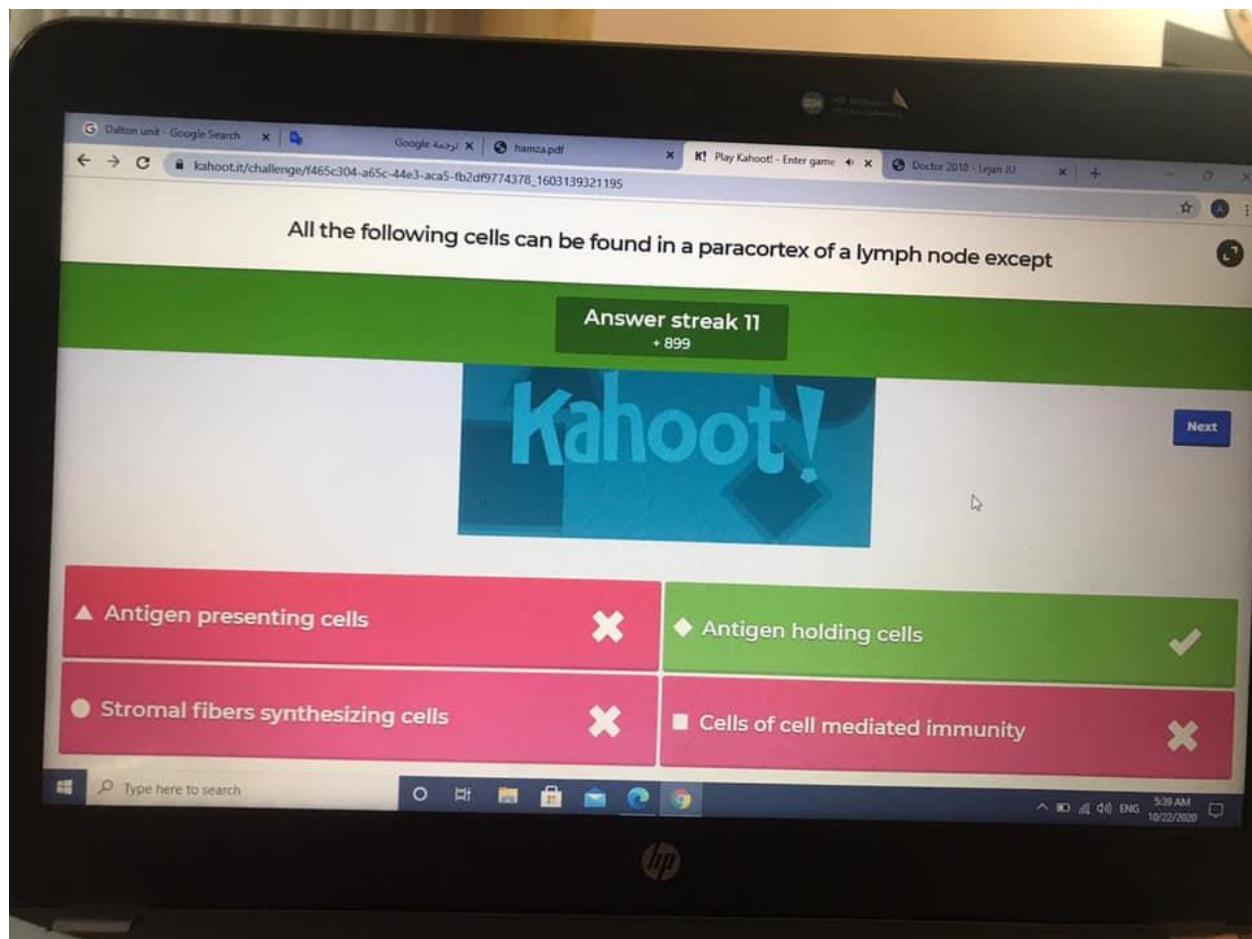 Dalton unit - Google Search
ترجمة Google
hamza.pdf
K! Play Kahoot! - Enter game
Doctor 2018 - Lejan JU
kahoot.it/challenge/f465c304-a65c-44e3-aca5-fb2df9774378_1603139321195
All the following cells can be found in a paracortex of a lymph node except
Answer streak 11
+ 899
Kahoot!
Next
Antigen presenting cells
Antigen holding cells
Stromal fibers synthesizing cells
Cells of cell mediated immunity
Type here to search
ENG
5:39 AM
10/22/2020
hp